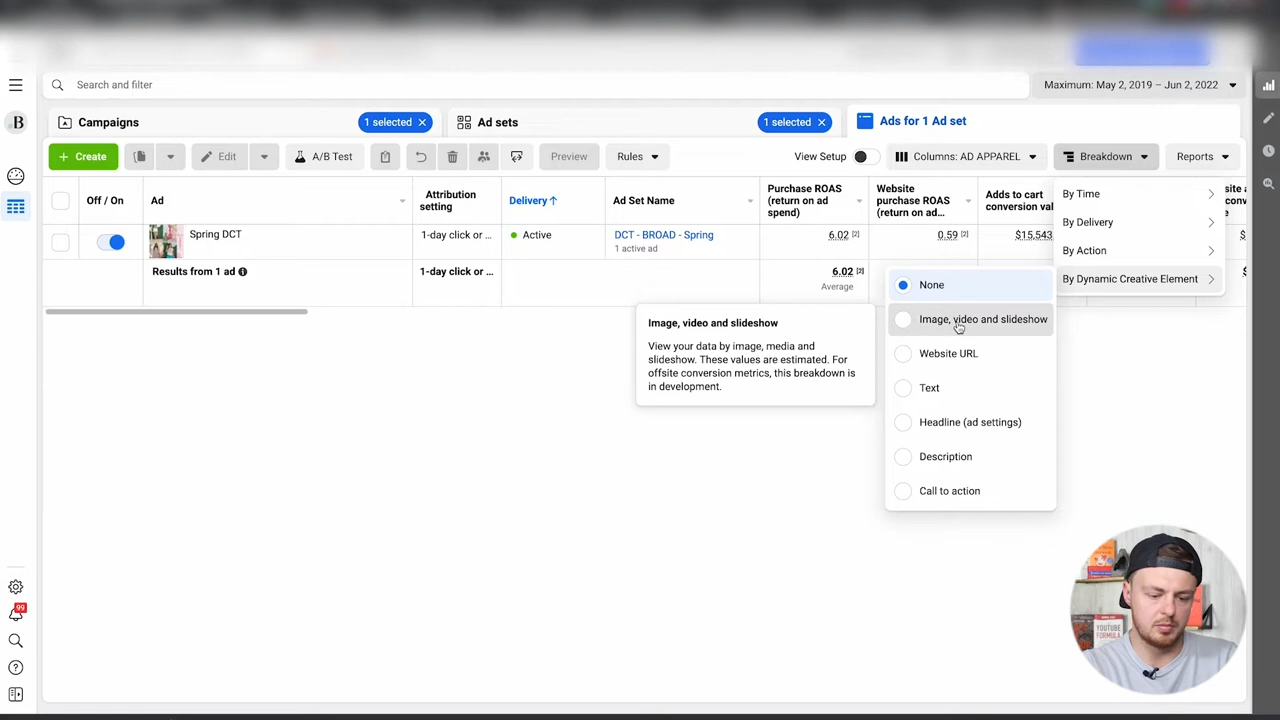 Search and filter
Maximum: May 2, 2019 – Jun 2, 2022
.B
Campaigns
1 selected ✕
Ad sets
1 selected ✕
Ads for 1 Ad set
+ Create
Edit
A/B Test
Preview
Rules
View Setup
Columns: AD APPAREL
Breakdown
Reports
Off / On
Ad
Attribution
setting
Delivery ↑
Ad Set Name
Purchase ROAS
(return on ad
spend)
Website
purchase ROAS
(return on ad...
Adds to cart
conversion val
By Time
By Delivery
By Action
By Dynamic Creative Element
Spring DCT
1-day click or ...
Active
DCT - BROAD - Spring
1 active ad
6.02 [2]
0.59 [2]
$15,543
Results from 1 ad
1-day click or ...
6.02 [2]
Average
None
Image, video and slideshow
Website URL
Text
Headline (ad settings)
Description
Call to action
Image, video and slideshow
View your data by image, media and
slideshow. These values are estimated. For
offsite conversion metrics, this breakdown is
in development.
99
YOUTUBE
FORMULA